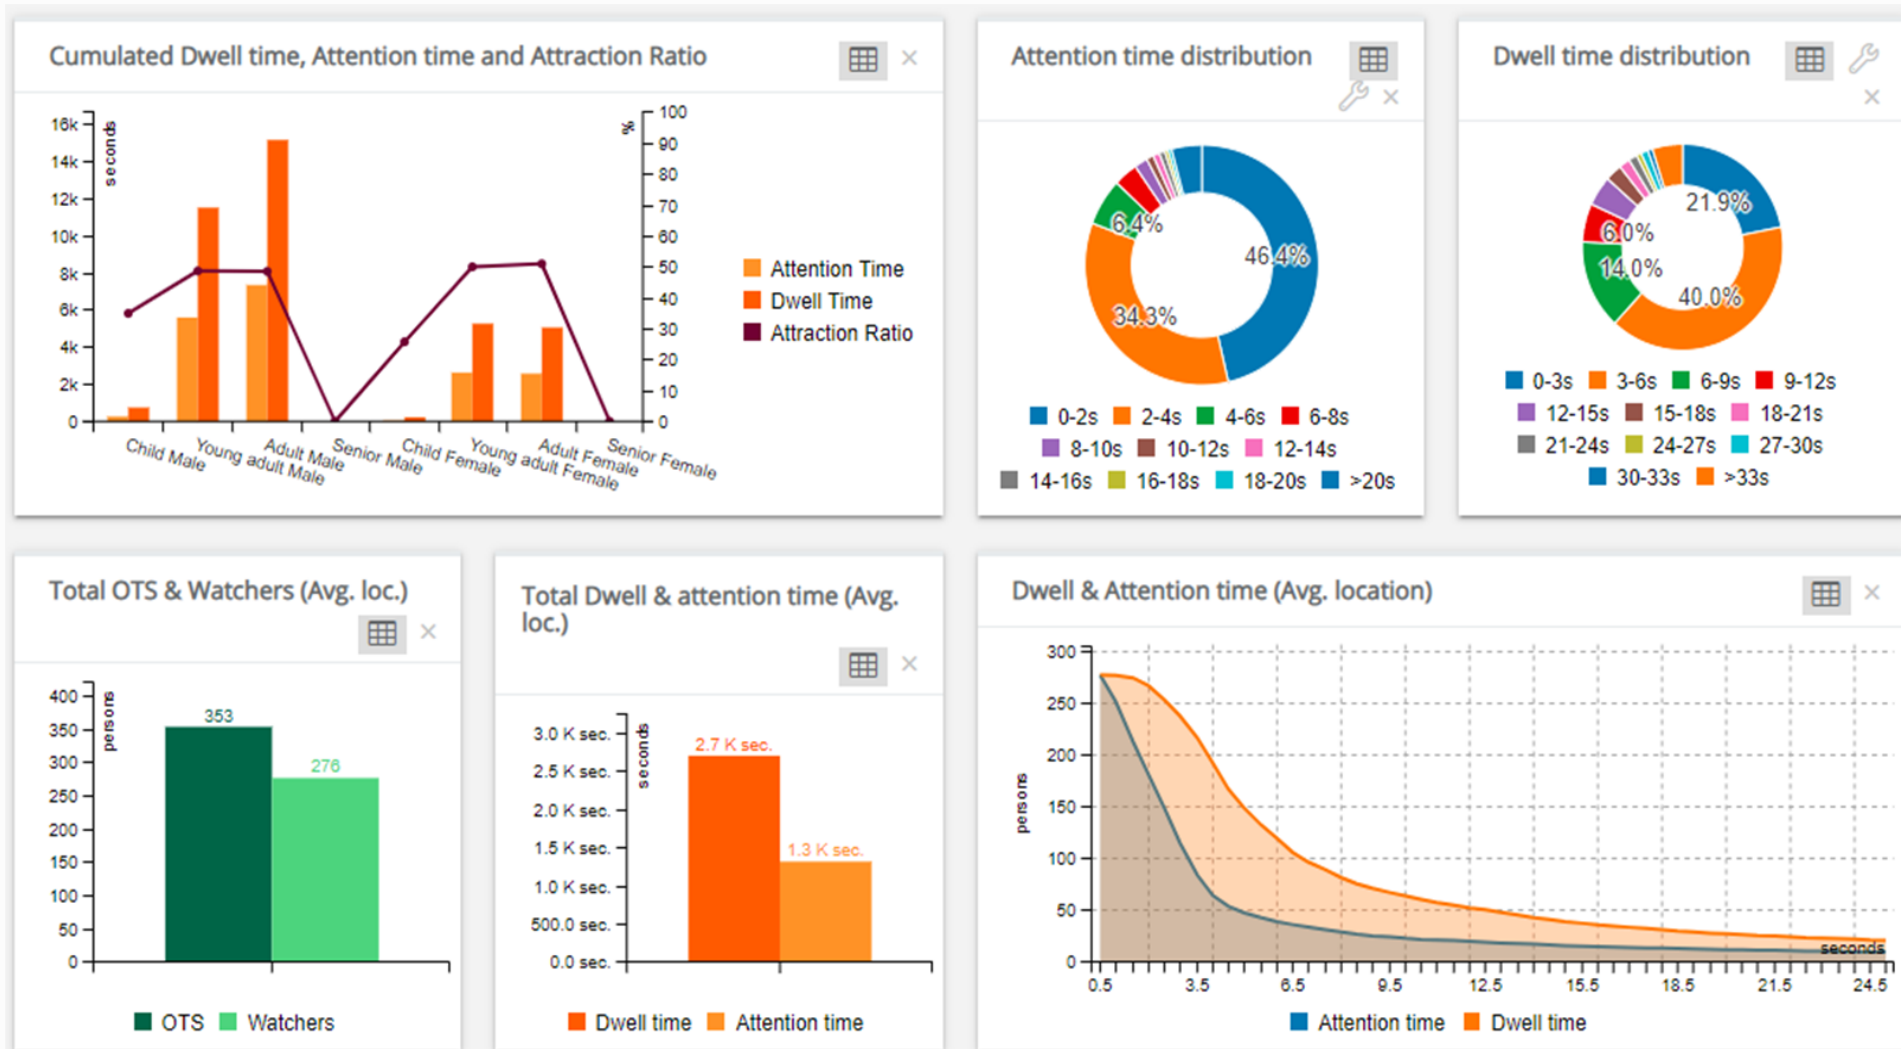 Cumulated Dwell time, Attention time and Attraction Ratio
16k
14k
12k
10k
8k
6k
4k
2k
0
seconds
%
100
90
80
70
60
50
40
30
20
10
0
Child Male
Young adult Male
Adult Male
Senior Male
Child Female
Young adult Female
Adult Female
Senior Female
Attention Time
Dwell Time
Attraction Ratio
Attention time distribution
46.4%
34.3%
6.4%
0-2s 2-4s 4-6s 6-8s
8-10s 10-12s 12-14s
14-16s 16-18s 18-20s >20s
Dwell time distribution
21.9%
6.0%
14.0%
40.0%
0-3s 3-6s 6-9s 9-12s
12-15s 15-18s 18-21s
21-24s 24-27s 27-30s
30-33s >33s
Total OTS & Watchers (Avg. loc.)
400
350
300
250
200
150
100
50
0
persons
353
276
OTS Watchers
Total Dwell & attention time (Avg.
loc.)
3.0 K sec.
2.5 K sec.
2.0 K sec.
1.5 K sec.
1.0 K sec.
500.0 sec.
0.0 sec.
seconds
2.7 K sec.
1.3 K sec.
Dwell time Attention time
Dwell & Attention time (Avg. location)
300
250
200
150
100
50
0
persons
seconds
0.5 3.5 6.5 9.5 12.5 15.5 18.5 21.5 24.5
Attention time Dwell time